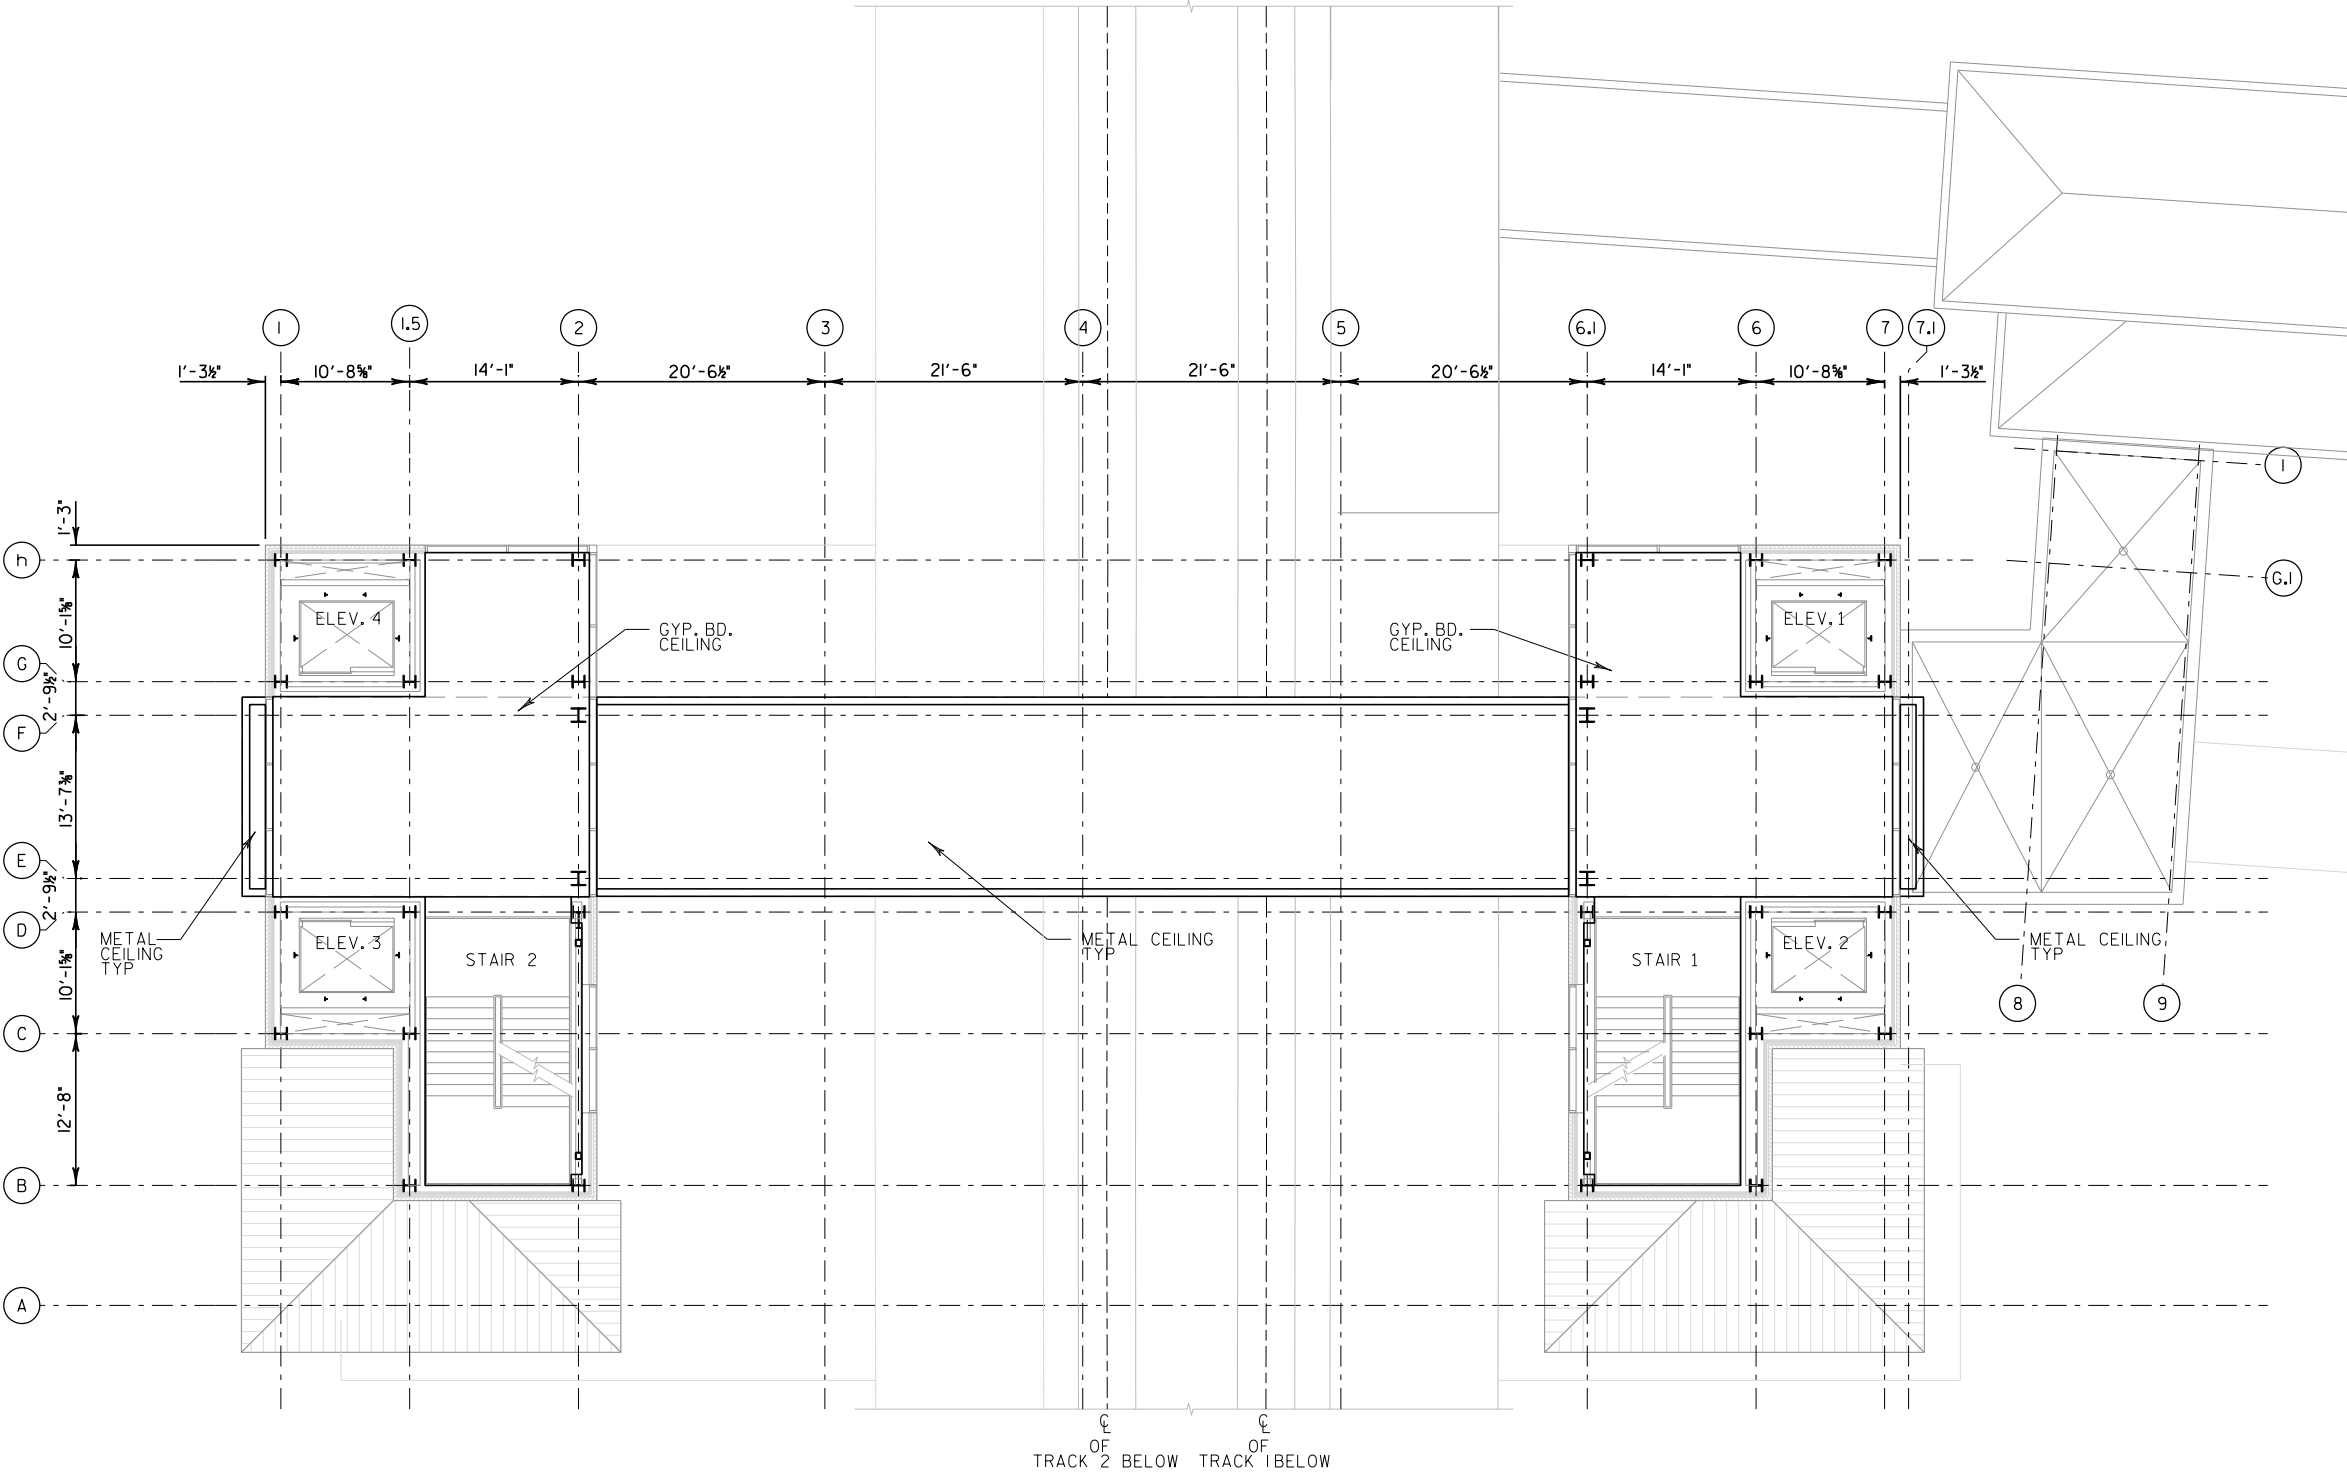 1 1.5 2 3 4 5 6.1 6 7 7.1
1'-3½" 10'-8⅝" 14'-1" 20'-6½" 21'-6" 21'-6" 20'-6½" 14'-1" 10'-8⅝" 1'-3½"
I
1'-3"
h
G.1
10'-1⅝"
ELEV. 4
ELEV. 1
GYP. BD.
CEILING
GYP. BD.
CEILING
G
2'-9½"
F
13'-7⅞"
E
2'-9½"
D
METAL
CEILING
TYP
ELEV. 3
STAIR 2
METAL CEILING
TYP
STAIR 1
ELEV. 2
METAL CEILING
TYP
10'-1⅝"
8 9
C
12'-8"
B
A
℄
OF
TRACK 2 BELOW
℄
OF
TRACK 1 BELOW